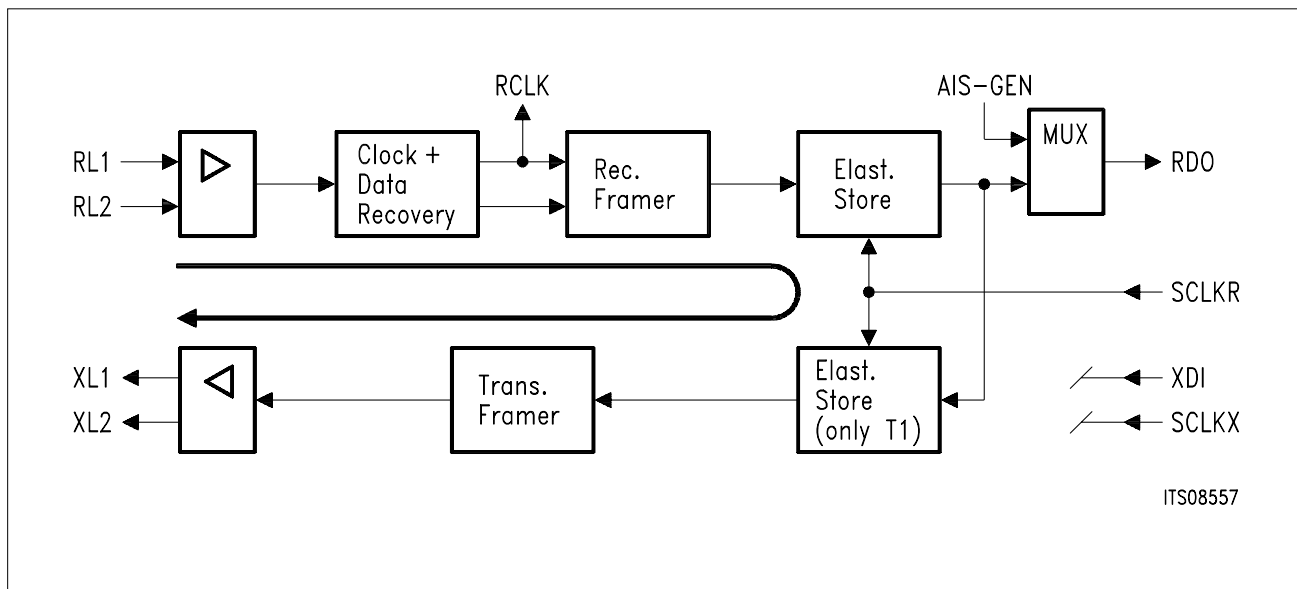 RCLK
AIS-GEN
RL1
RL2
Clock +
Data
Recovery
Rec.
Framer
Elast.
Store
MUX
RDO
SCLKR
XL1
XL2
Trans.
Framer
Elast.
Store
(only T1)
XDI
SCLKX
ITS08557